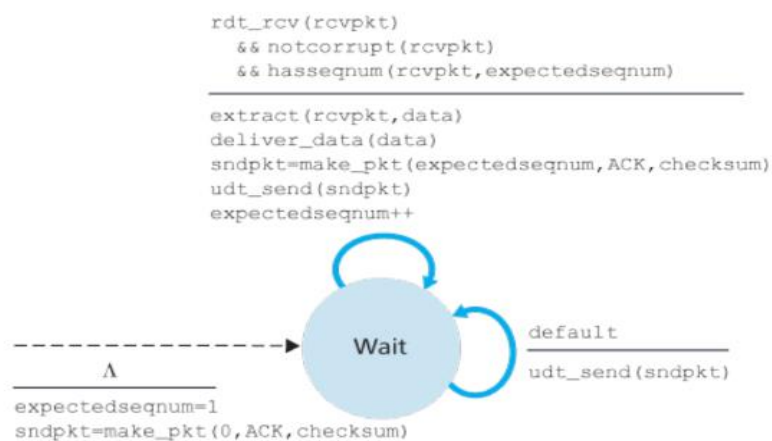 rdt_rcv(rcvpkt)
&& notcorrupt(rcvpkt)
&& hasseqnum(rcvpkt,expectedseqnum)
extract(rcvpkt,data)
deliver_data(data)
sndpkt=make_pkt(expectedseqnum,ACK,checksum)
udt_send(sndpkt)
expectedseqnum++
Wait
default
udt_send(sndpkt)
Λ
expectedseqnum=1
sndpkt=make_pkt(0,ACK,checksum)